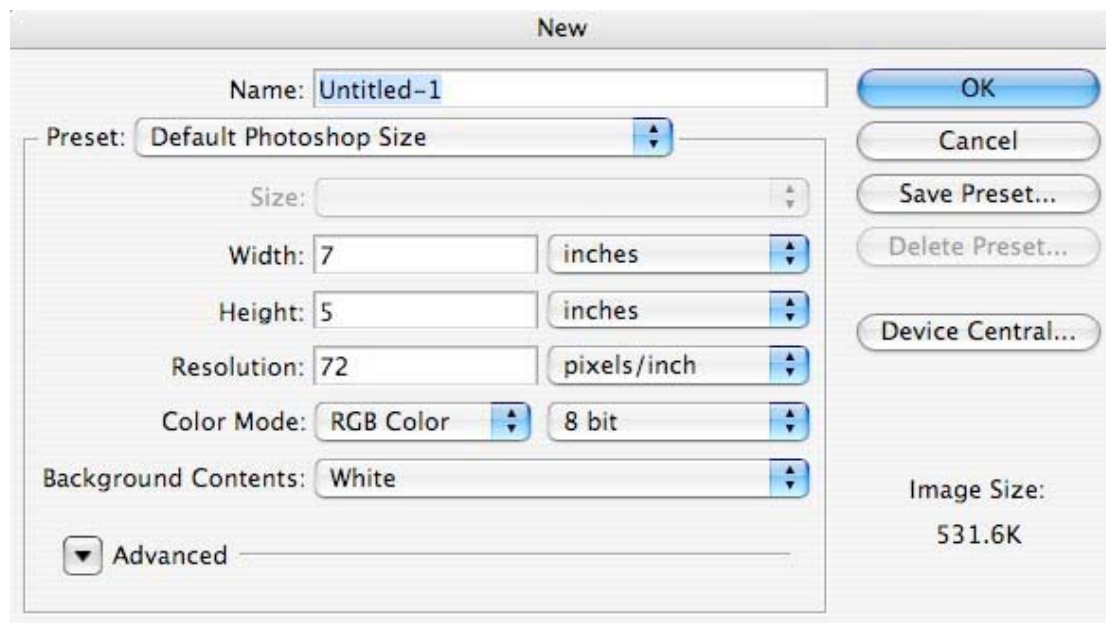 New
Name: Untitled-1
OK
Preset: Default Photoshop Size
Cancel
Size:
Save Preset...
Width: 7 inches
Delete Preset...
Height: 5 inches
Device Central...
Resolution: 72 pixels/inch
Color Mode: RGB Color 8 bit
Background Contents: White
Image Size:
531.6K
Advanced